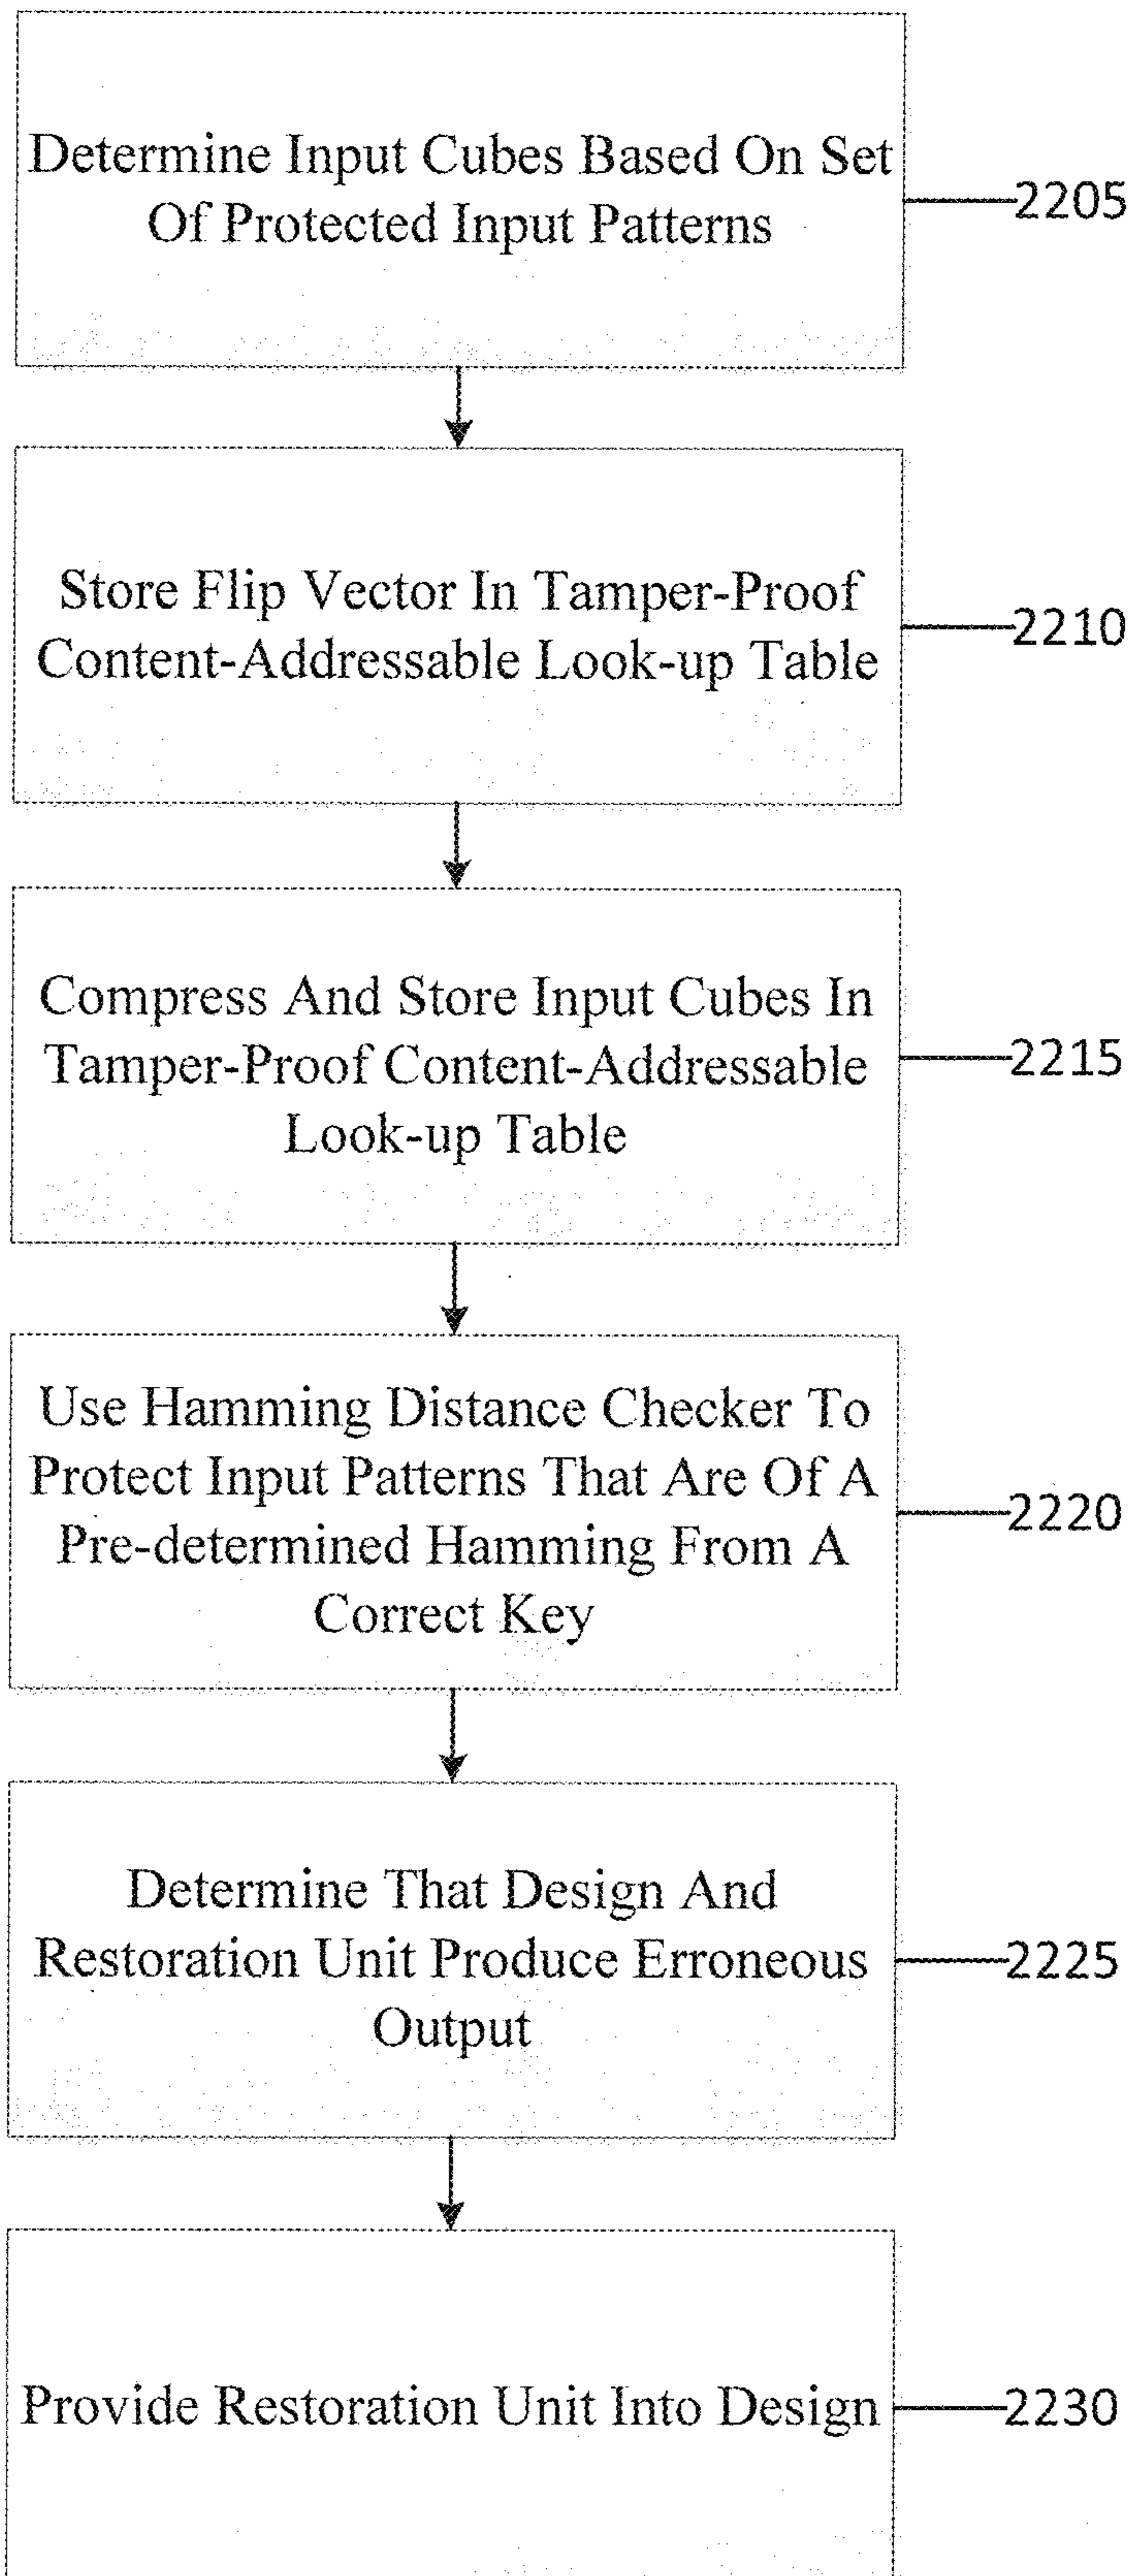 Determine Input Cubes Based On Set
Of Protected Input Patterns
2205
Store Flip Vector In Tamper-Proof
Content-Addressable Look-up Table
2210
Compress And Store Input Cubes In
Tamper-Proof Content-Addressable
Look-up Table
2215
Use Hamming Distance Checker To
Protect Input Patterns That Are Of A
Pre-determined Hamming From A
Correct Key
2220
Determine That Design And
Restoration Unit Produce Erroneous
Output
2225
Provide Restoration Unit Into Design
2230